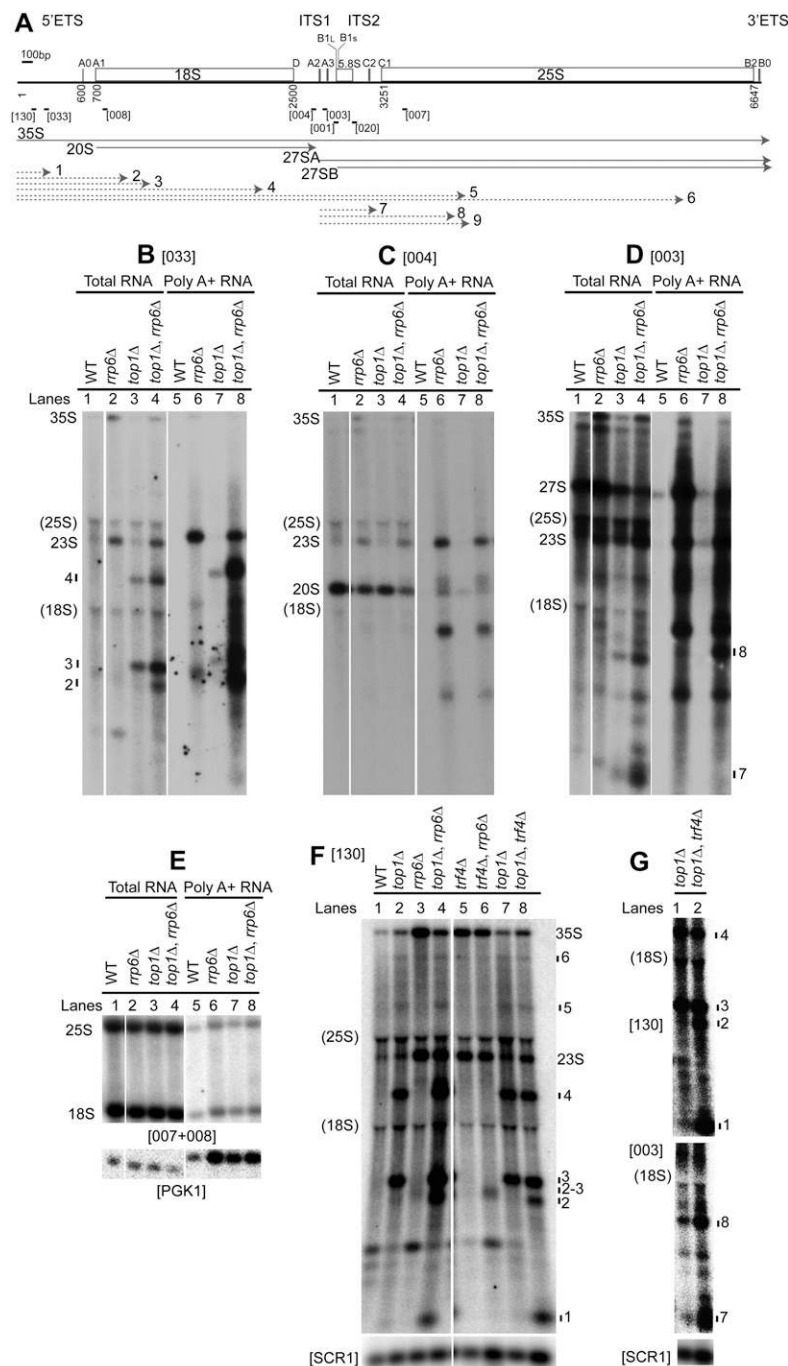 A
5'ETS ITS1 ITS2 3'ETS
B1L B1s
100bp
A0 A1 D A2 A3 5.8S C2 C1 B2 B0
18S 25S
1 600 700 2500 3251 6647
[130] [033] [008] [004] [003] [007]
[001] [020]
35S
20S
27SA
27SB
1 2 3 4 5 6
7
8
9
B [033]
Total RNA Poly A+ RNA
WT rrp6Δ top1Δ top1Δ, rrp6Δ WT rrp6Δ top1Δ top1Δ, rrp6Δ
Lanes 1 2 3 4 5 6 7 8
35S
(25S)
23S
4
(18S)
3
2
C [004]
Total RNA Poly A+ RNA
WT rrp6Δ top1Δ top1Δ, rrp6Δ WT rrp6Δ top1Δ top1Δ, rrp6Δ
1 2 3 4 5 6 7 8
35S
(25S)
23S
20S
(18S)
D [003]
Total RNA Poly A+ RNA
WT rrp6Δ top1Δ top1Δ, rrp6Δ WT rrp6Δ top1Δ top1Δ, rrp6Δ
1 2 3 4 5 6 7 8
35S
27S
(25S)
23S
(18S)
8
7
E
Total RNA Poly A+ RNA
WT rrp6Δ top1Δ top1Δ, rrp6Δ WT rrp6Δ top1Δ top1Δ, rrp6Δ
Lanes 1 2 3 4 5 6 7 8
25S
18S
[007+008]
[PGK1]
F [130]
WT top1Δ rrp6Δ top1Δ, rrp6Δ trf4Δ trf4Δ, rrp6Δ top1Δ top1Δ, trf4Δ
Lanes 1 2 3 4 5 6 7 8
35S
6
5
(25S)
23S
4
(18S)
3
2-3
2
1
[SCR1]
G
top1Δ top1Δ, trf4Δ
Lanes 1 2
4
(18S)
3
[130] 2
1
[003]
(18S)
8
7
[SCR1]